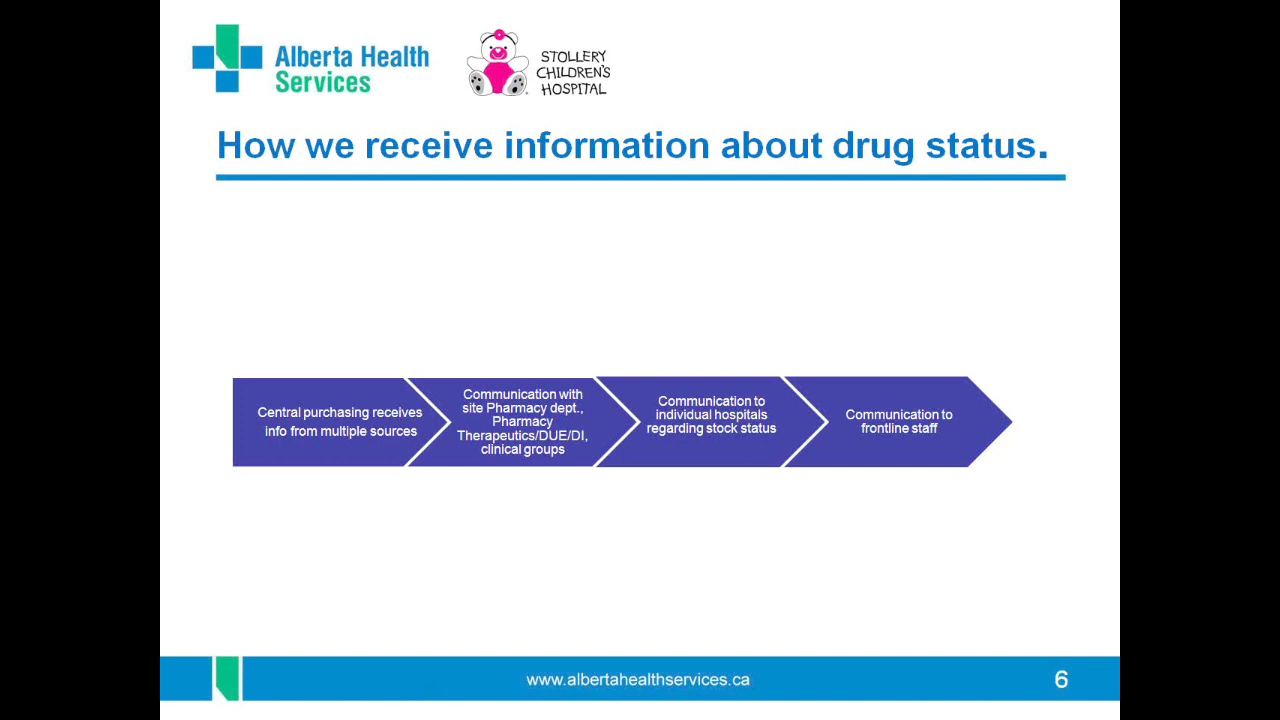 Alberta Health
Services
STOLLERY
CHILDREN'S
HOSPITAL
How we receive information about drug status.
Central purchasing receives
info from multiple sources
Communication with
site Pharmacy dept.,
Pharmacy
Therapeutics/DUE/DI,
clinical groups
Communication to
individual hospitals
regarding stock status
Communication to
frontline staff
www.albertahealthservices.ca
6